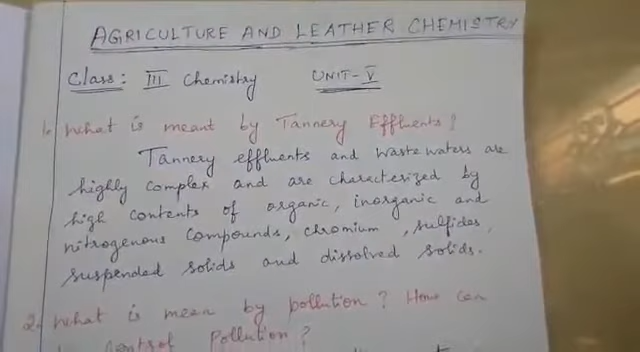 AGRICULTURE AND LEATHER CHEMISTRY
Class: III Chemistry UNIT-V
1. What is meant by Tannery Effluents?
Tannery effluents and wastewaters are
highly complex and are characterized by
high contents of organic, inorganic and
nitrogenous compounds, chromium, sulfides,
suspended solids and dissolved solids.
2. What is mean by pollution? How can
control Pollution?